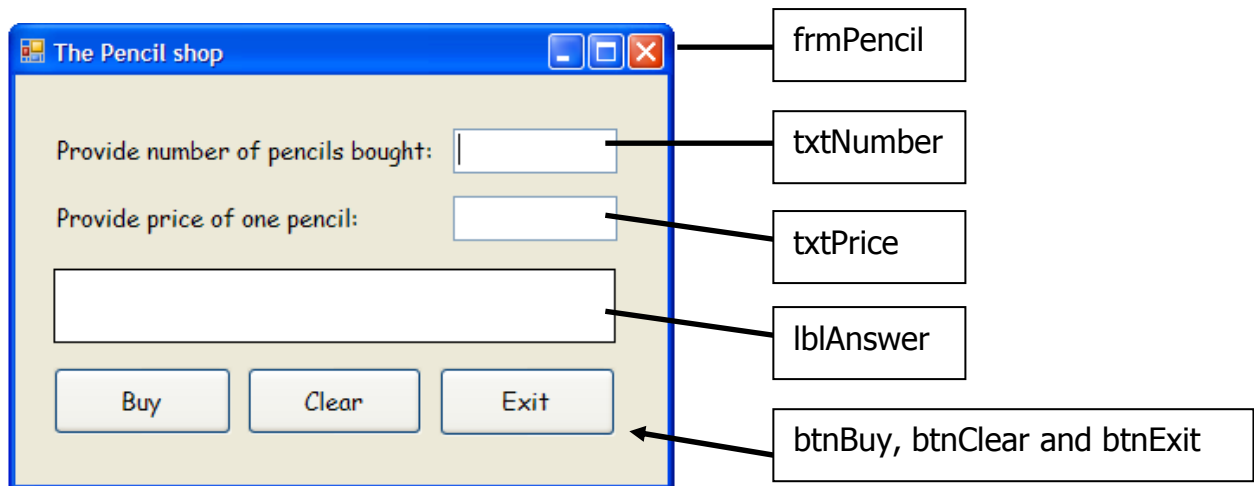 The Pencil shop
frmPencil
Provide number of pencils bought:
txtNumber
Provide price of one pencil:
txtPrice
lblAnswer
Buy Clear Exit
btnBuy, btnClear and btnExit